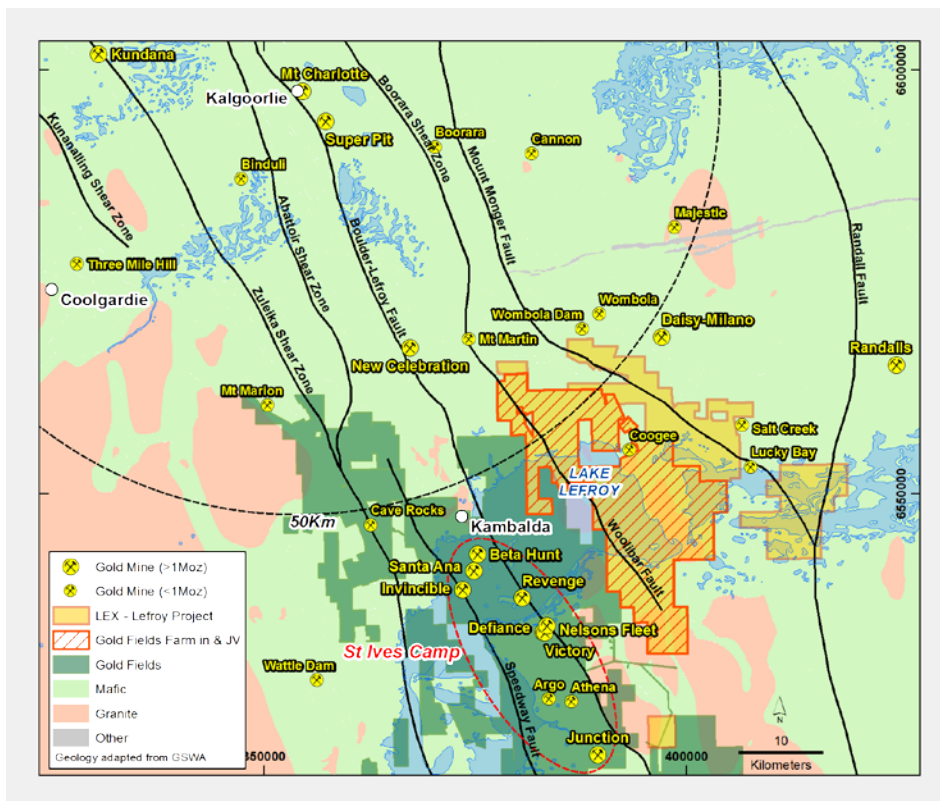 Kundana
Mt Charlotte
Kalgoorlie
Super Pit
Boorara Shear Zone
Boorara
Cannon
6600000
Kunanalling Shear Zone
Binduli
Abattoir Shear Zone
Mount Monger Fault
Majestic
Three Mile Hill
Coolgardie
Boulder-Lefroy Fault
Randall Fault
Zuleika Shear Zone
Wombola
Wombola Dam
Daisy-Milano
Mt Martin
New Celebration
Randalls
Mt Marion
Salt Creek
Coogee
Lucky Bay
LAKE
LEFROY
6550000
50Km
Cave Rocks
Kambalda
Woolibar Fault
Beta Hunt
Santa Ana
Revenge
Invincible
Defiance
Nelsons Fleet
Victory
St Ives Camp
Wattle Dam
Speedway Fault
Argo
Athena
Junction
Gold Mine (>1Moz)
Gold Mine (<1Moz)
LEX - Lefroy Project
Gold Fields Farm in & JV
Gold Fields
Mafic
Granite
Other
Geology adapted from GSWA
350000
400000
N
10
Kilometers